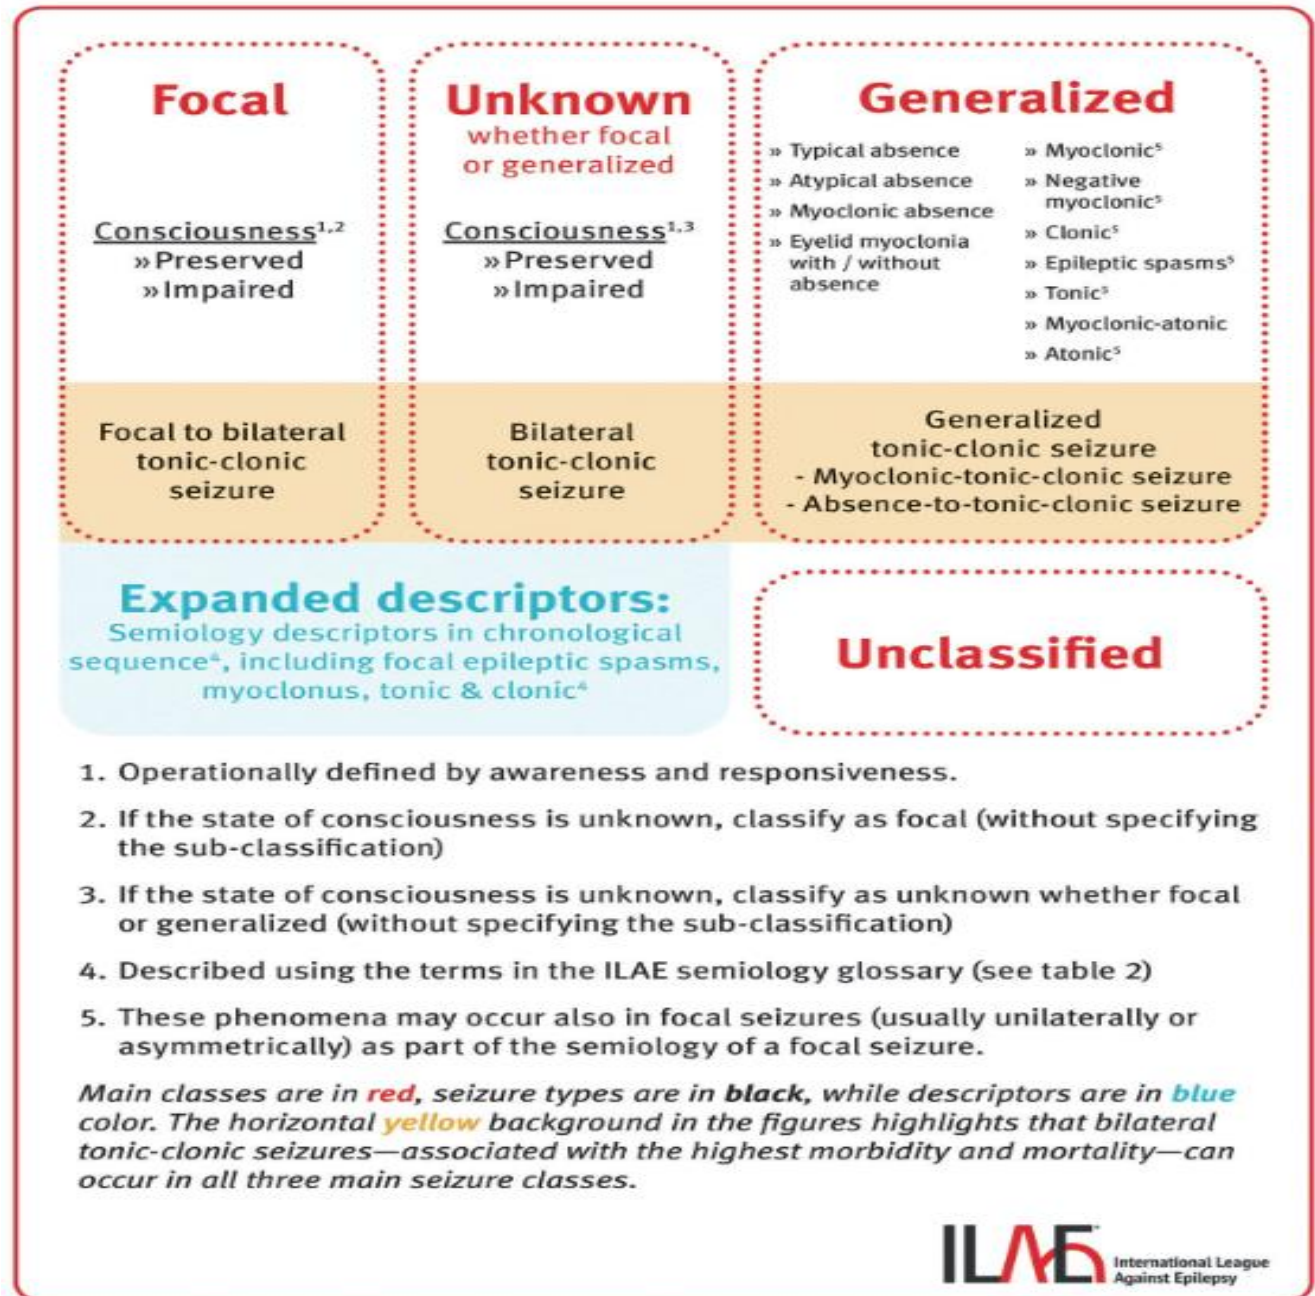 Focal
Consciousness¹,²
» Preserved
» Impaired
Focal to bilateral
tonic-clonic
seizure
Unknown
whether focal
or generalized
Consciousness¹,³
» Preserved
» Impaired
Bilateral
tonic-clonic
seizure
Generalized
» Typical absence
» Atypical absence
» Myoclonic absence
» Eyelid myoclonia
with / without
absence
» Myoclonic⁵
» Negative
myoclonic⁵
» Clonic⁵
» Epileptic spasms⁵
» Tonic⁵
» Myoclonic-atonic
» Atonic⁵
Generalized
tonic-clonic seizure
- Myoclonic-tonic-clonic seizure
- Absence-to-tonic-clonic seizure
Expanded descriptors:
Semiology descriptors in chronological
sequence⁴, including focal epileptic spasms,
myoclonus, tonic & clonic⁴
Unclassified
1. Operationally defined by awareness and responsiveness.
2. If the state of consciousness is unknown, classify as focal (without specifying
the sub-classification)
3. If the state of consciousness is unknown, classify as unknown whether focal
or generalized (without specifying the sub-classification)
4. Described using the terms in the ILAE semiology glossary (see table 2)
5. These phenomena may occur also in focal seizures (usually unilaterally or
asymmetrically) as part of the semiology of a focal seizure.
Main classes are in red, seizure types are in black, while descriptors are in blue
color. The horizontal yellow background in the figures highlights that bilateral
tonic-clonic seizures—associated with the highest morbidity and mortality—can
occur in all three main seizure classes.
ILAE
International League
Against Epilepsy